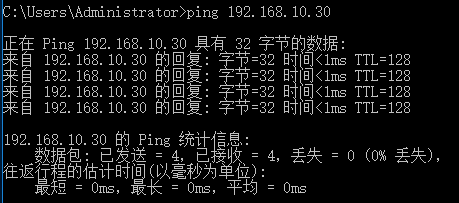 C:\Users\Administrator>ping 192.168.10.30
正在 Ping 192.168.10.30 具有 32 字节的数据:
来自 192.168.10.30 的回复: 字节=32 时间<1ms TTL=128
来自 192.168.10.30 的回复: 字节=32 时间<1ms TTL=128
来自 192.168.10.30 的回复: 字节=32 时间<1ms TTL=128
来自 192.168.10.30 的回复: 字节=32 时间<1ms TTL=128
192.168.10.30 的 Ping 统计信息:
数据包: 已发送 = 4，已接收 = 4，丢失 = 0 (0% 丢失)，
往返行程的估计时间(以毫秒为单位):
最短 = 0ms，最长 = 0ms，平均 = 0ms